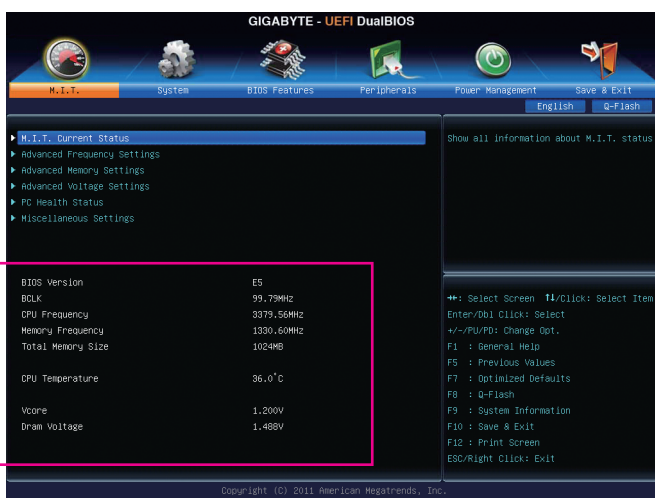 GIGABYTE - UEFI DualBIOS
M.I.T. System BIOS Features Peripherals Power Management Save & Exit
English Q-Flash
M.I.T. Current Status
Advanced Frequency Settings
Advanced Memory Settings
Advanced Voltage Settings
PC Health Status
Miscellaneous Settings
Show all information about M.I.T. status
BIOS Version E5
BCLK 99.79MHz
CPU Frequency 3379.56MHz
Memory Frequency 1330.60MHz
Total Memory Size 1024MB
CPU Temperature 36.0°C
Vcore 1.200V
Dram Voltage 1.488V
→←: Select Screen ↑↓/Click: Select Item
Enter/Dbl Click: Select
+/-/PU/PD: Change Opt.
F1 : General Help
F5 : Previous Values
F7 : Optimized Defaults
F8 : Q-Flash
F9 : System Information
F10 : Save & Exit
F12 : Print Screen
ESC/Right Click: Exit
Copyright (C) 2011 American Megatrends, Inc.